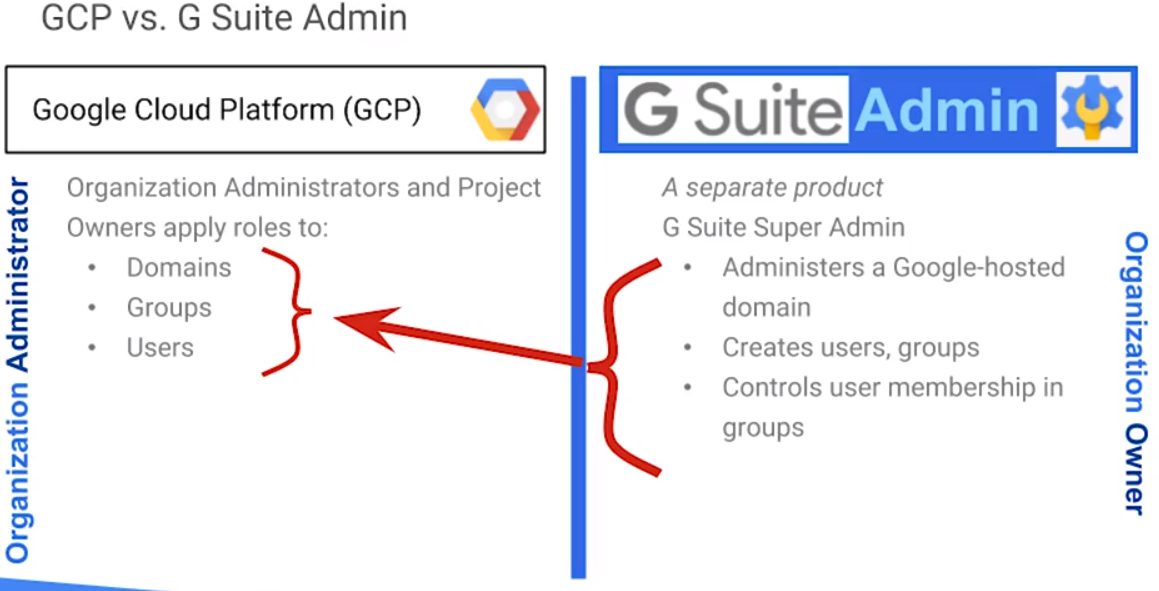 GCP vs. G Suite Admin
Google Cloud Platform (GCP)
Organization Administrator
Organization Administrators and Project
Owners apply roles to:
• Domains
• Groups
• Users
G Suite Admin
A separate product
G Suite Super Admin
• Administers a Google-hosted
domain
• Creates users, groups
• Controls user membership in
groups
Organization Owner